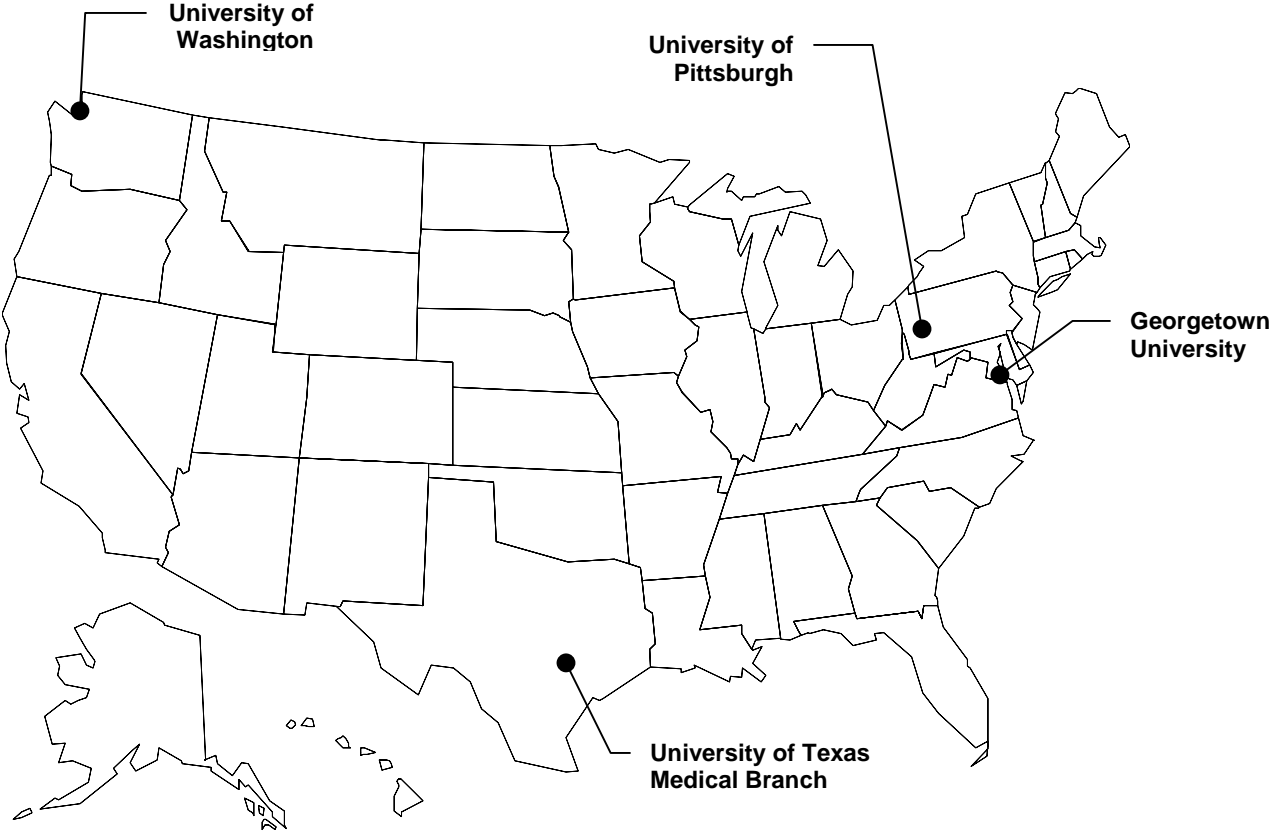 University of
Washington
University of
Pittsburgh
Georgetown
University
University of Texas
Medical Branch